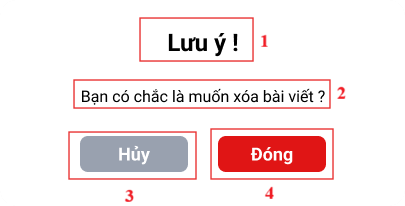 Lưu ý ! 1
Bạn có chắc là muốn xóa bài viết ? 2
Hủy Đóng
3 4